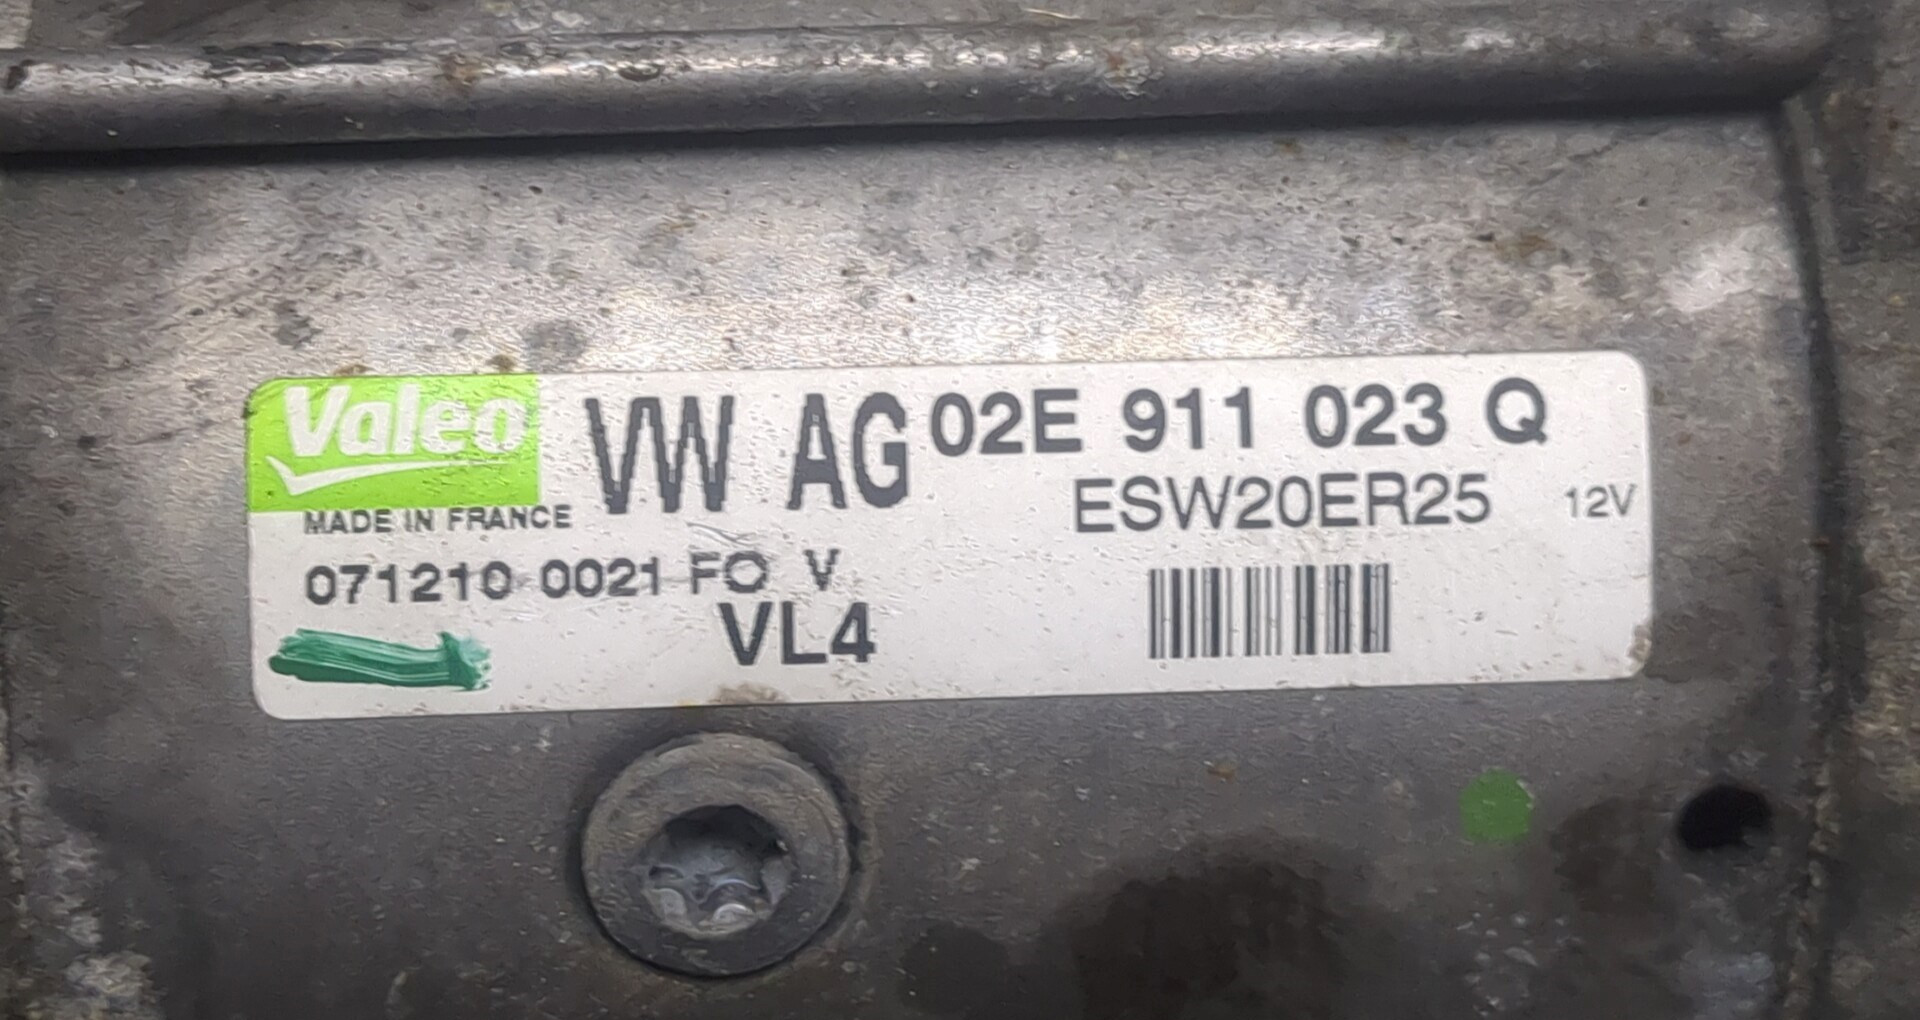 Valeo VW AG 02E 911 023 Q
ESW20ER25 12V
MADE IN FRANCE
071210 0021 FO V
VL4